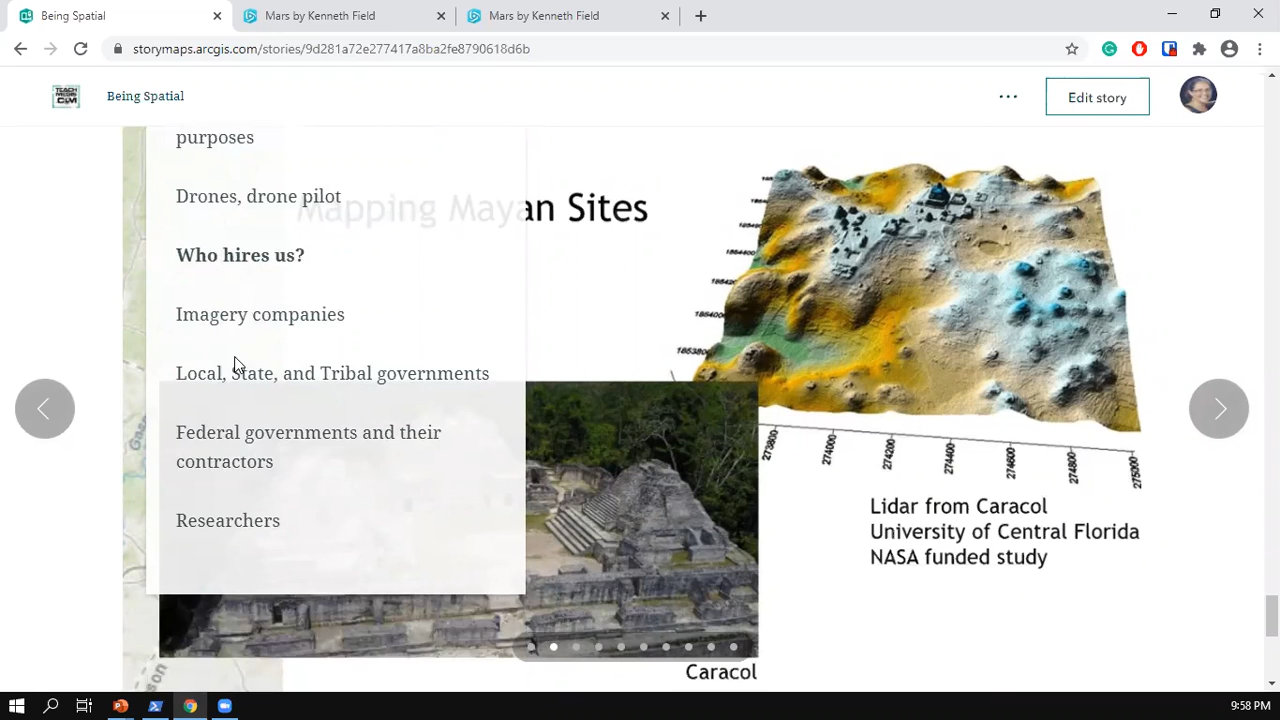 Being Spatial
Mars by Kenneth Field
Mars by Kenneth Field
storymaps.arcgis.com/stories/9d281a72e277417a8ba2fe8790618d6b
TEACH
Being Spatial
Edit story
purposes
Drones, drone pilot
Mapping Mayan Sites
Who hires us?
Imagery companies
Local, State, and Tribal governments
Federal governments and their
contractors
Researchers
273800
274000
274200
274400
274600
274800
275000
Lidar from Caracol
University of Central Florida
NASA funded study
Caracol
son
9:58 PM